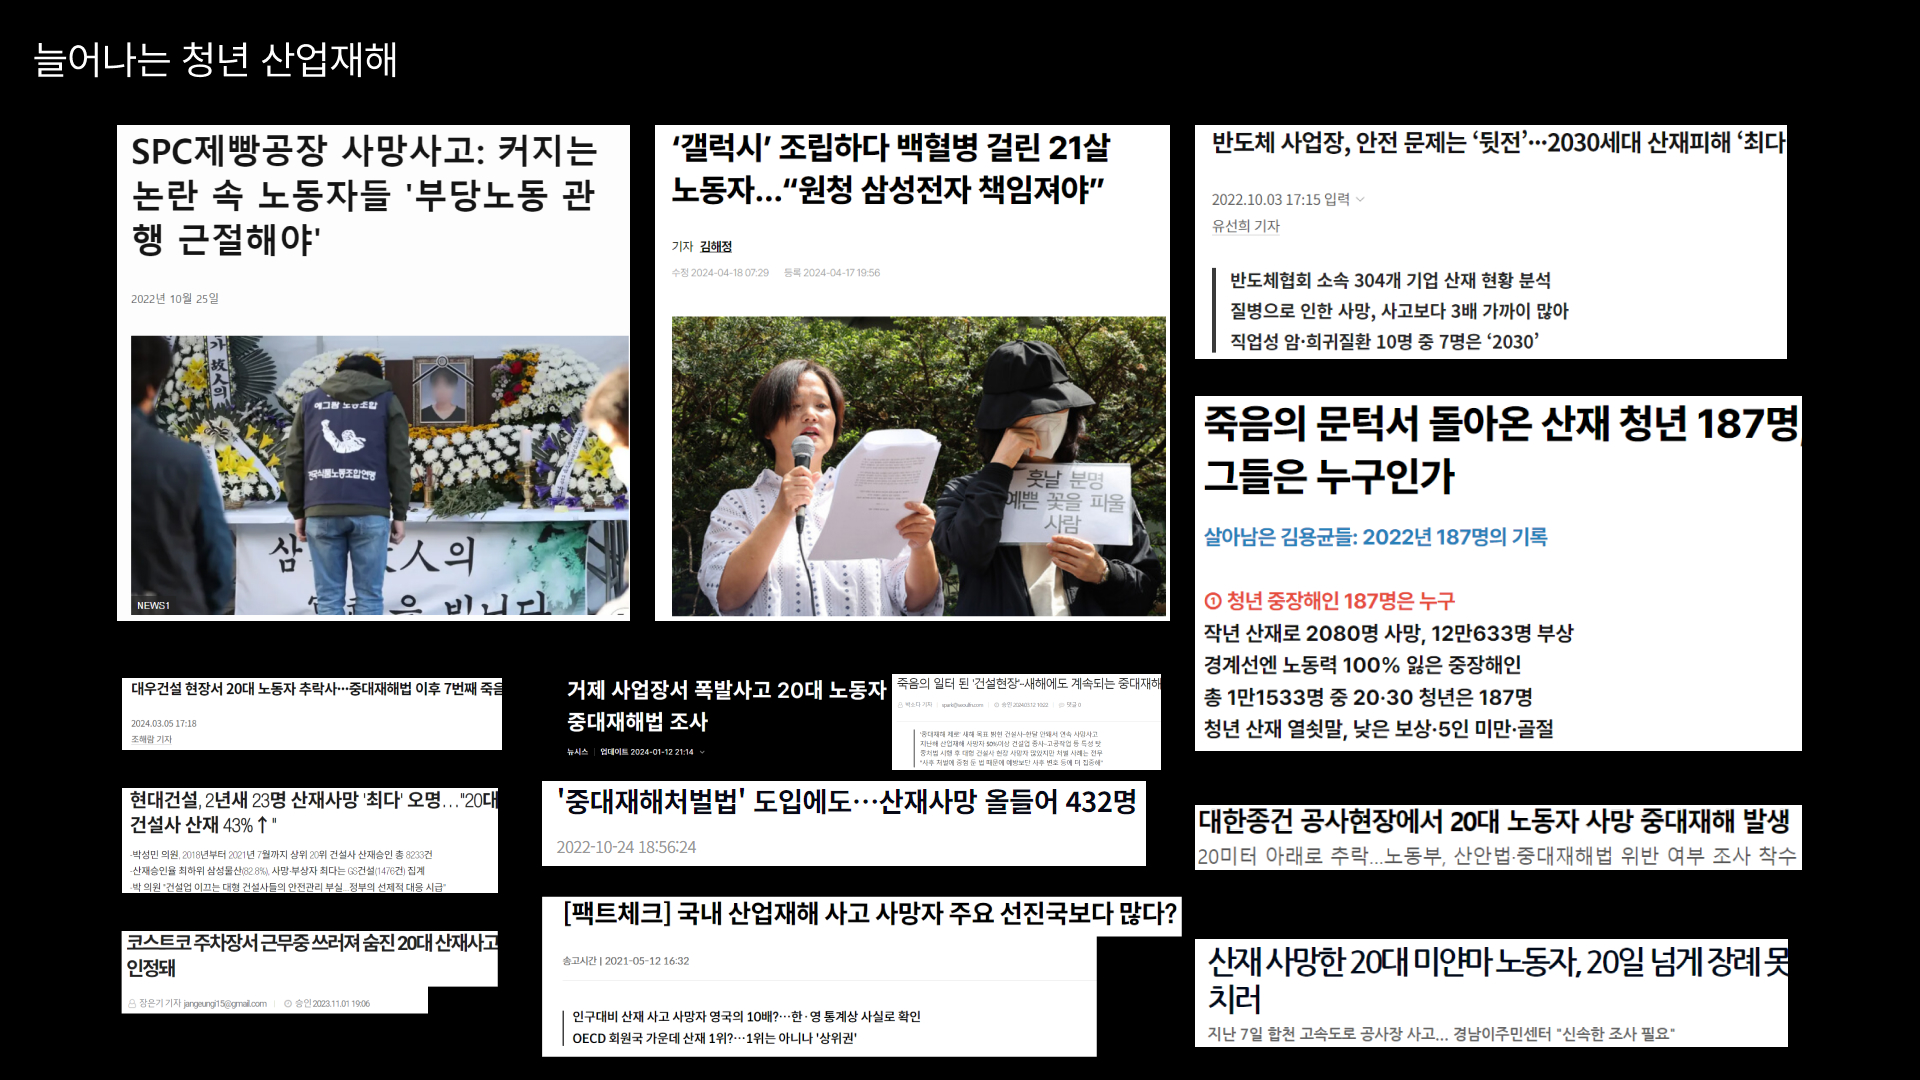 늘어나는 청년 산업재해
SPC제빵공장 사망사고: 커지는
논란 속 노동자들 '부당노동 관
행 근절해야'
2022년 10월 25일
故人의
전국식품노동조합연맹
삼
人의
NEWS1
‘갤럭시’ 조립하다 백혈병 걸린 21살
노동자…“원청 삼성전자 책임져야”
기자 김해정
수정 2024-04-18 07:29 등록 2024-04-17 19:56
훗날 분명
예쁜 꽃을 피울
사람
반도체 사업장, 안전 문제는 ‘뒷전’…2030세대 산재피해 ‘최다
2022.10.03 17:15 입력
유선희 기자
반도체협회 소속 304개 기업 산재 현황 분석
질병으로 인한 사망, 사고보다 3배 가까이 많아
직업성 암·희귀질환 10명 중 7명은 ‘2030’
죽음의 문턱서 돌아온 산재 청년 187명,
그들은 누구인가
살아남은 김용균들: 2022년 187명의 기록
① 청년 중장해인 187명은 누구
작년 산재로 2080명 사망, 12만633명 부상
경계선엔 노동력 100% 잃은 중장해인
총 1만1533명 중 20·30 청년은 187명
청년 산재 열쇳말, 낮은 보상·5인 미만·골절
대우건설 현장서 20대 노동자 추락사…중대재해법 이후 7번째 죽음
2024.03.05 17:18
조해람 기자
거제 사업장서 폭발사고 20대 노동자
중대재해법 조사
뉴시스 | 업데이트 2024-01-12 21:14
죽음의 일터 된 '건설현장'-새해에도 계속되는 중대재해
현대건설, 2년새 23명 산재사망 '최다' 오명…"20대
건설사 산재 43%↑"
-박성민 의원, 2018년부터 2021년 7월까지 상위 20위 건설사 산재승인 총 8233건
-산재승인율 최하위 삼성물산(82.8%), 사망·부상자 최다는 GS건설(1476건) 집계
-박 의원 "건설업 이끄는 대형 건설사들의 안전관리 부실…정부의 선제적 대응 시급"
'중대재해처벌법' 도입에도…산재사망 올들어 432명
2022-10-24 18:56:24
대한종건 공사현장에서 20대 노동자 사망 중대재해 발생
20미터 아래로 추락…노동부, 산안법·중대재해법 위반 여부 조사 착수
코스트코 주차장서 근무중 쓰러져 숨진 20대 산재사고
인정돼
장은기 기자 jangeungi15@gmail.com | 승인 2023.11.01 19:06
[팩트체크] 국내 산업재해 사고 사망자 주요 선진국보다 많다?
송고시간 | 2021-05-12 16:32
인구대비 산재 사고 사망자 영국의 10배?…한·영 통계상 사실로 확인
OECD 회원국 가운데 산재 1위?…1위는 아니나 '상위권'
산재 사망한 20대 미얀마 노동자, 20일 넘게 장례 못
치러
지난 7일 합천 고속도로 공사장 사고... 경남이주민센터 "신속한 조사 필요"